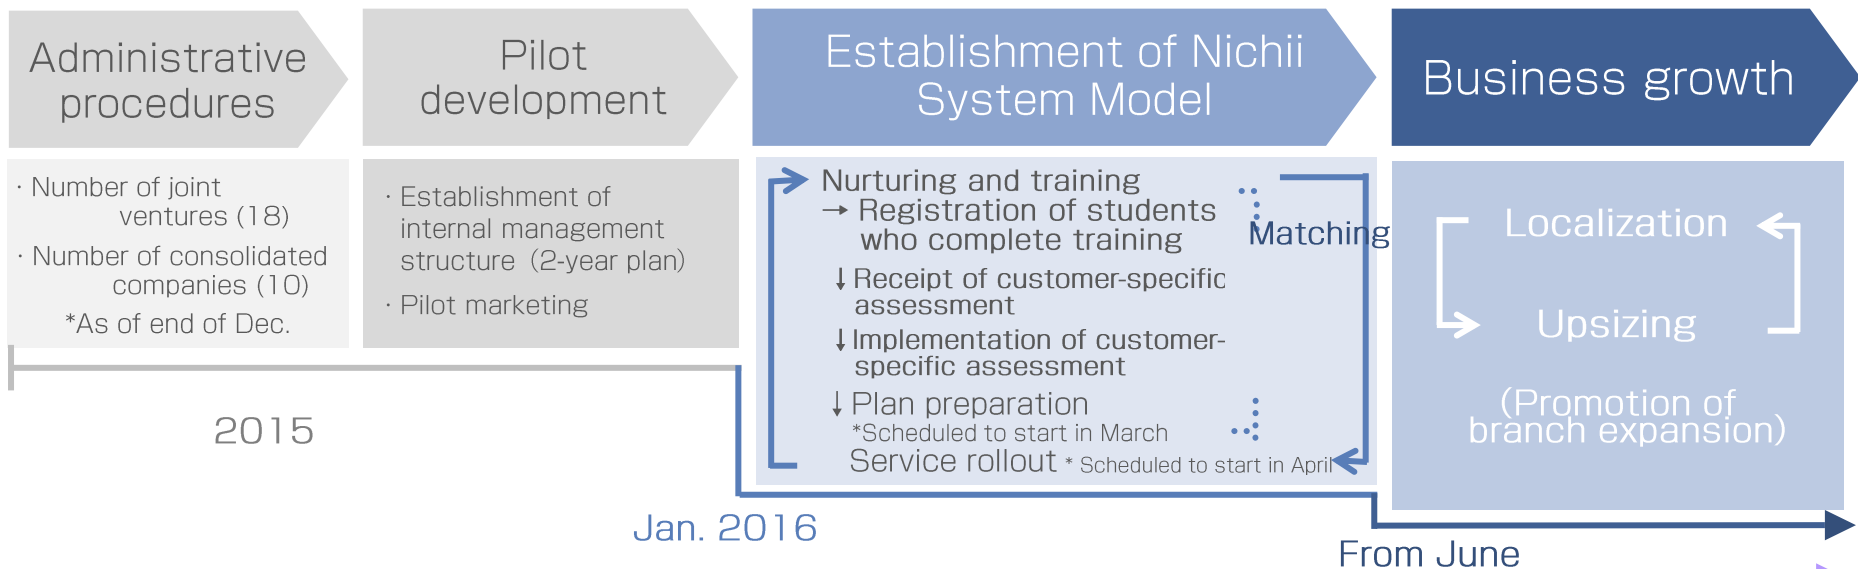 Administrative
procedures
Pilot
development
Establishment of Nichii
System Model
Business growth
· Number of joint
ventures (18)
· Number of consolidated
companies (10)
*As of end of Dec.
· Establishment of
internal management
structure (2-year plan)
· Pilot marketing
Nurturing and training
→ Registration of students
who complete training
↓ Receipt of customer-specific
assessment
↓ Implementation of customer-
specific assessment
↓ Plan preparation
*Scheduled to start in March
Service rollout * Scheduled to start in April
Matching
Localization
Upsizing
(Promotion of
branch expansion)
2015
Jan. 2016
From June